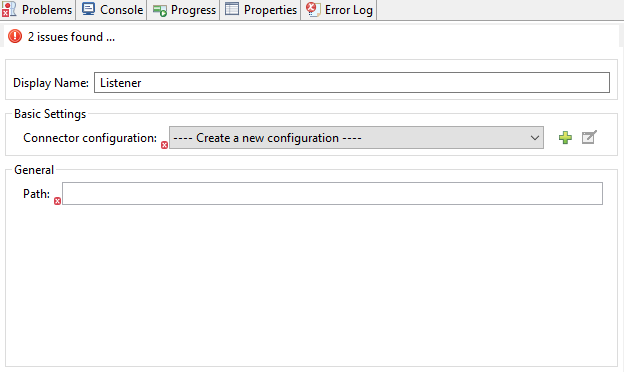 Problems Console Progress Properties Error Log
2 issues found ...
Display Name: Listener
Basic Settings
Connector configuration: ---- Create a new configuration ----
General
Path: